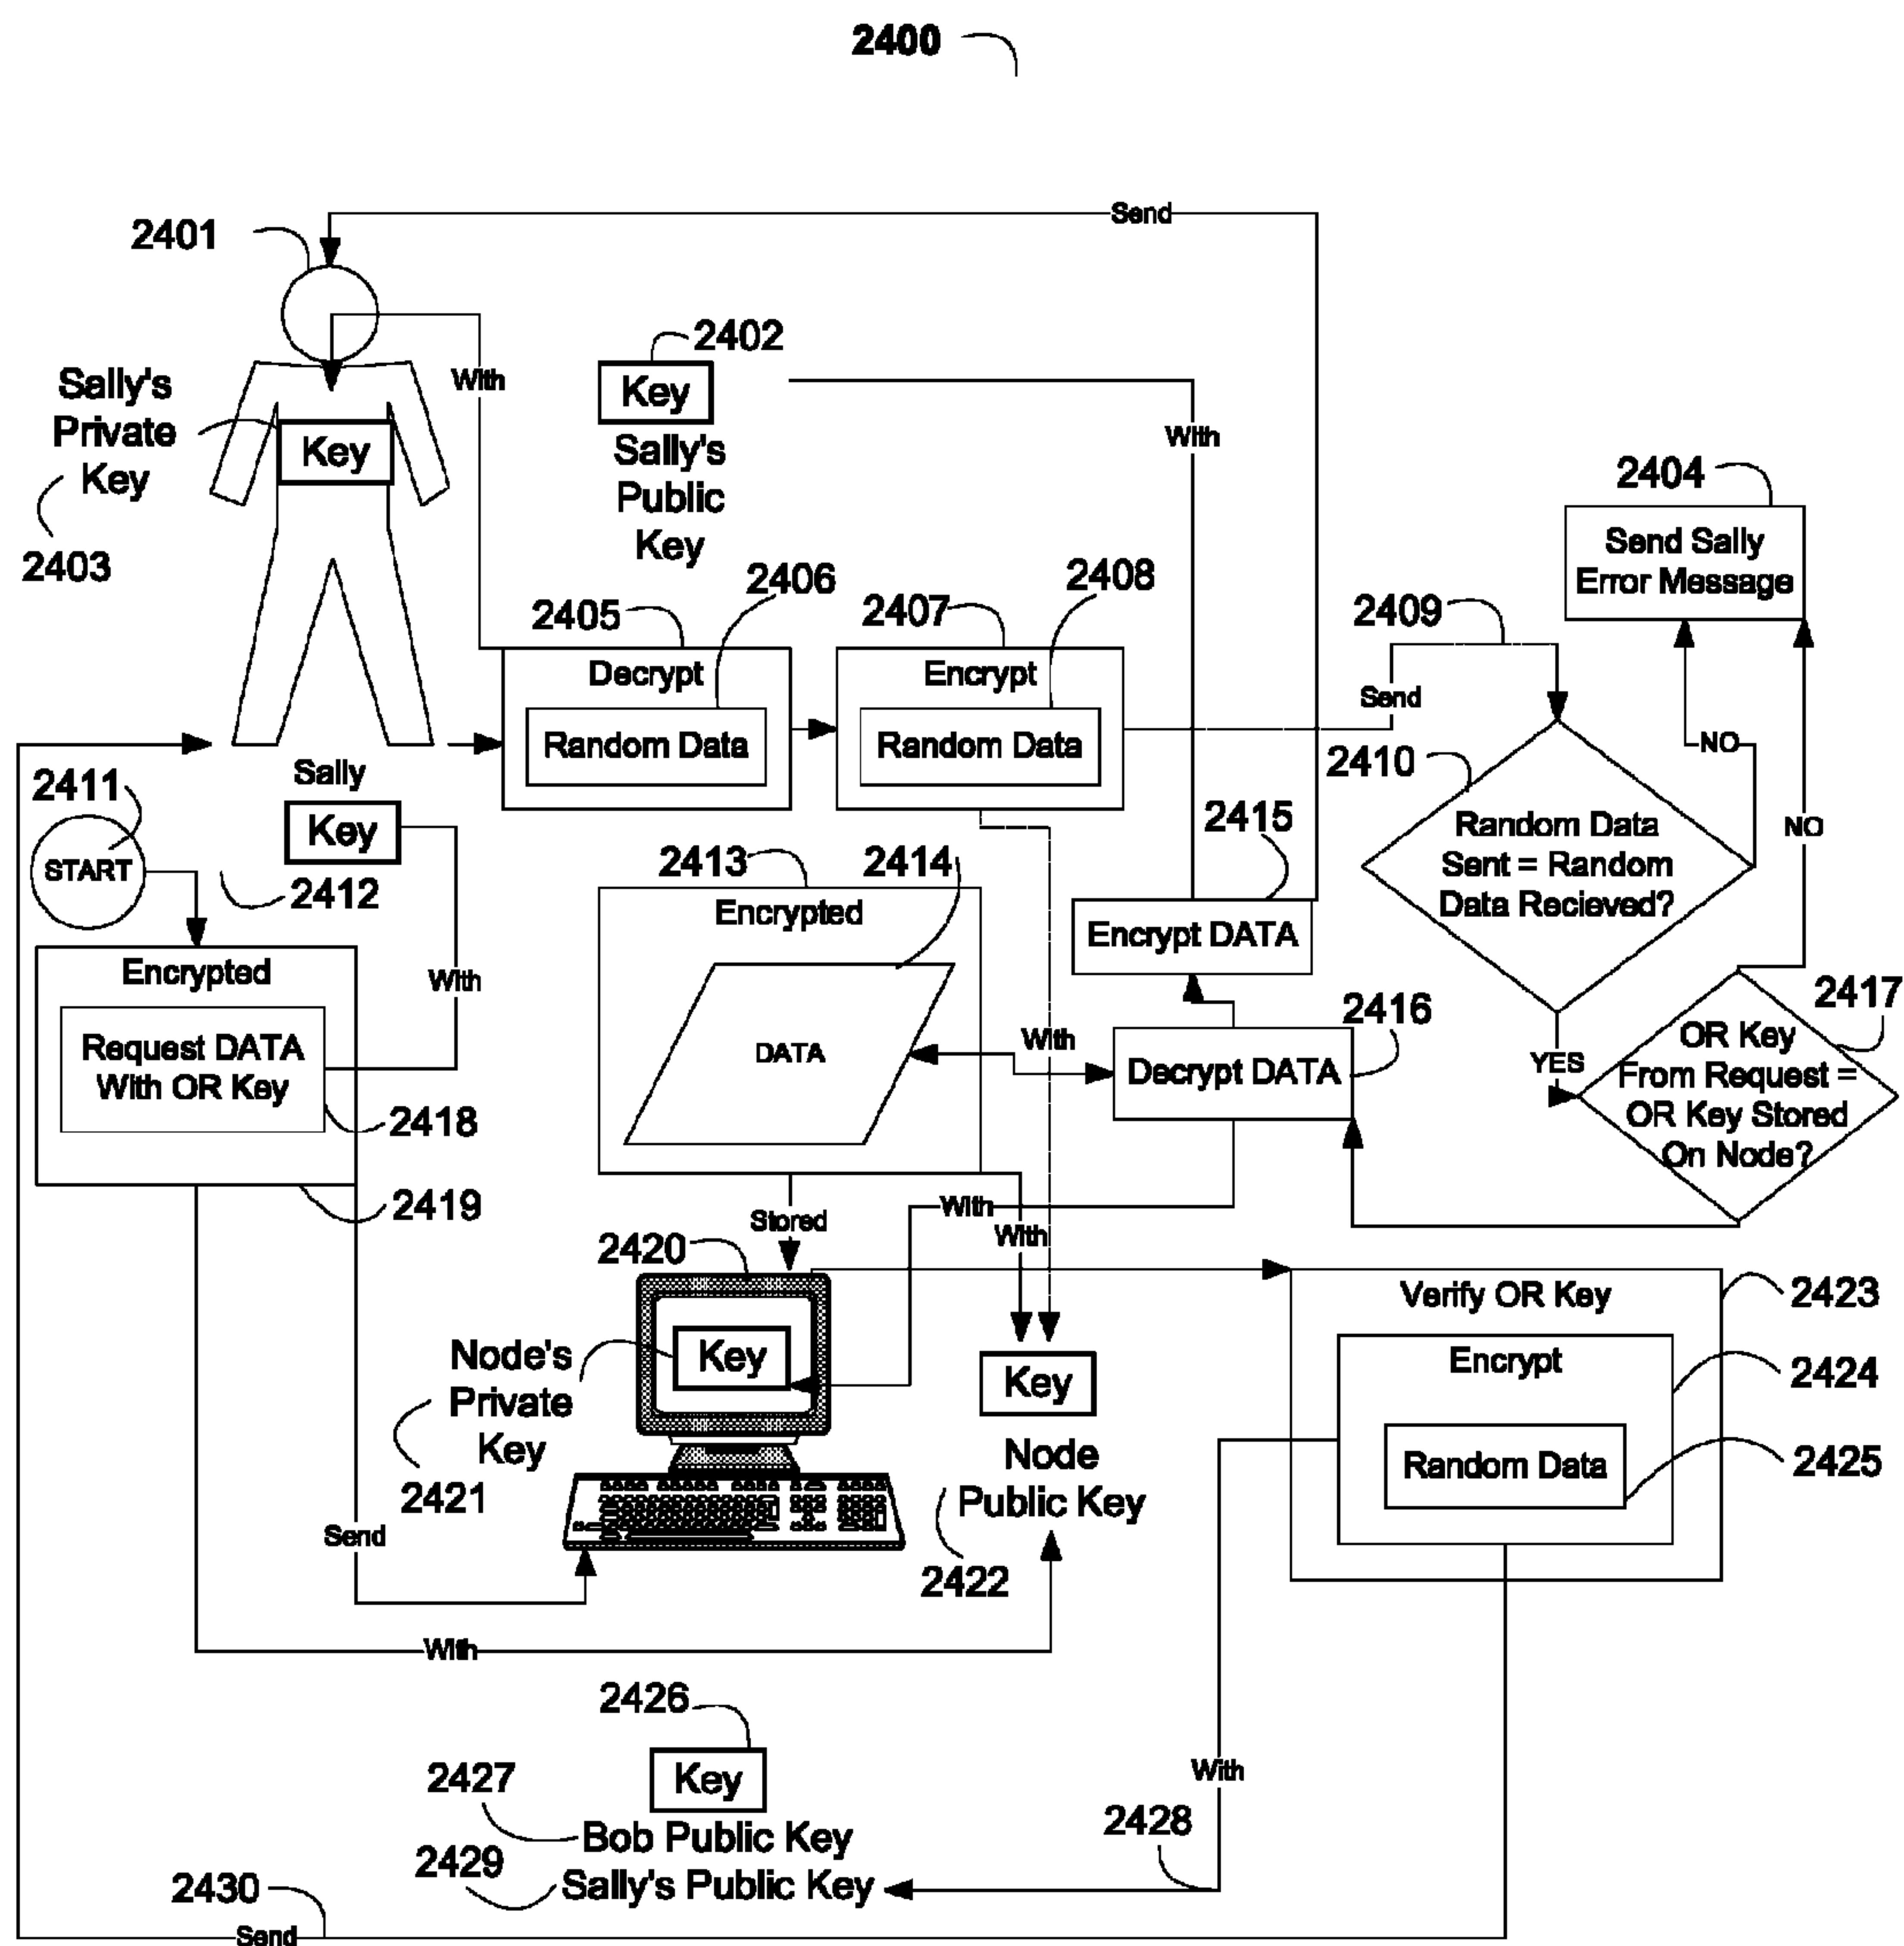 2400
Send
2401
2402
Key
With
Sally's
Private
Key
Key
Sally's
Public
Key
With
2403
2404
Send Sally
Error Message
2405
2406
2407
2408
2409
Decrypt
Random Data
Encrypt
Random Data
Send
NO
NO
2410
Random Data
Sent = Random
Data Recieved?
Sally
2411
START
Key
2412
2413
2414
2415
Encrypted
DATA
Encrypt DATA
Encrypted
Request DATA
With OR Key
With
2416
With
Decrypt DATA
YES
2417
OR Key
From Request =
OR Key Stored
On Node?
2418
2419
Stored
With
With
2420
Key
Node's
Private
Key
2421
Key
Node
Public Key
2422
Verify OR Key
2423
Encrypt
2424
Random Data
2425
Send
With
2426
Key
2427
Bob Public Key
With
2428
2429
Sally's Public Key
2430
Send